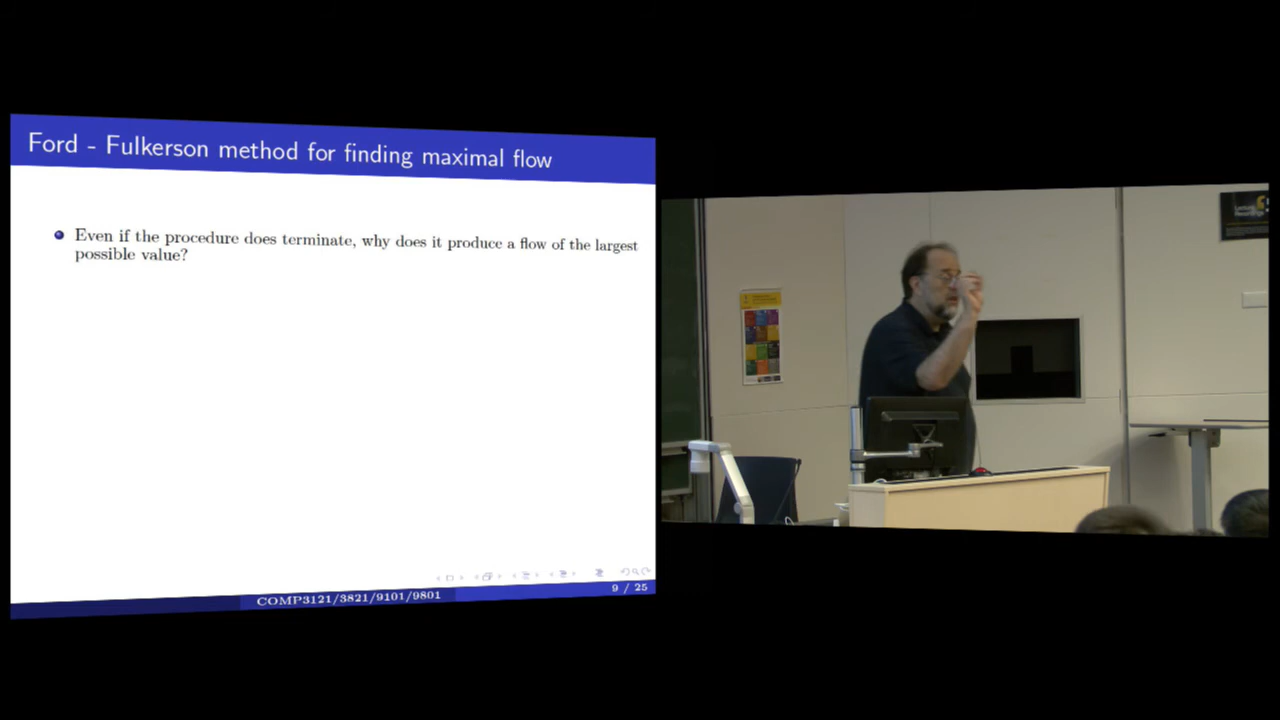 Ford - Fulkerson method for finding maximal flow
Even if the procedure does terminate, why does it produce a flow of the largest
possible value?
COMP3121/3821/9101/9801
9 / 25